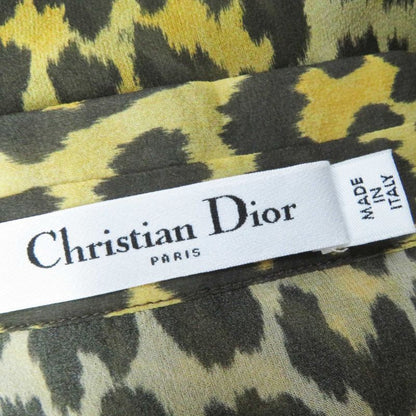 Christian Dior
PARIS
MADE
IN
ITALY